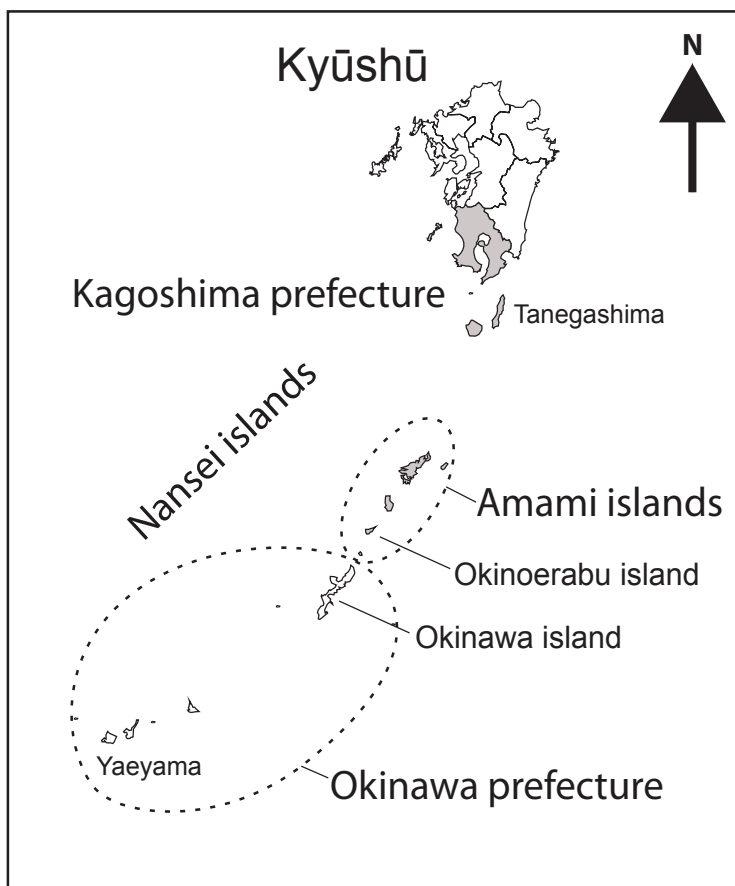 Kyūshū
N
Kagoshima prefecture
Tanegashima
Nansei islands
Amami islands
Okinoerabu island
Okinawa island
Yaeyama
Okinawa prefecture